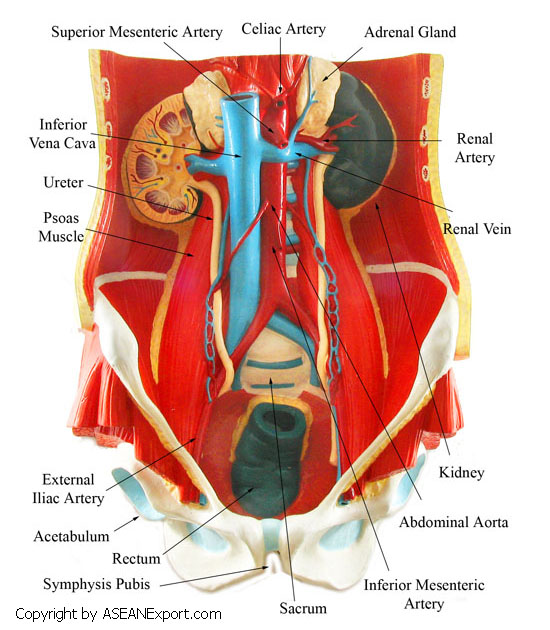 Superior Mesenteric Artery
Celiac Artery
Adrenal Gland
Inferior
Vena Cava
Renal
Artery
Ureter
Psoas
Muscle
Renal Vein
External
Iliac Artery
Kidney
Acetabulum
Abdominal Aorta
Rectum
Symphysis Pubis
Sacrum
Inferior Mesenteric
Artery
Copyright by ASEANExport.com